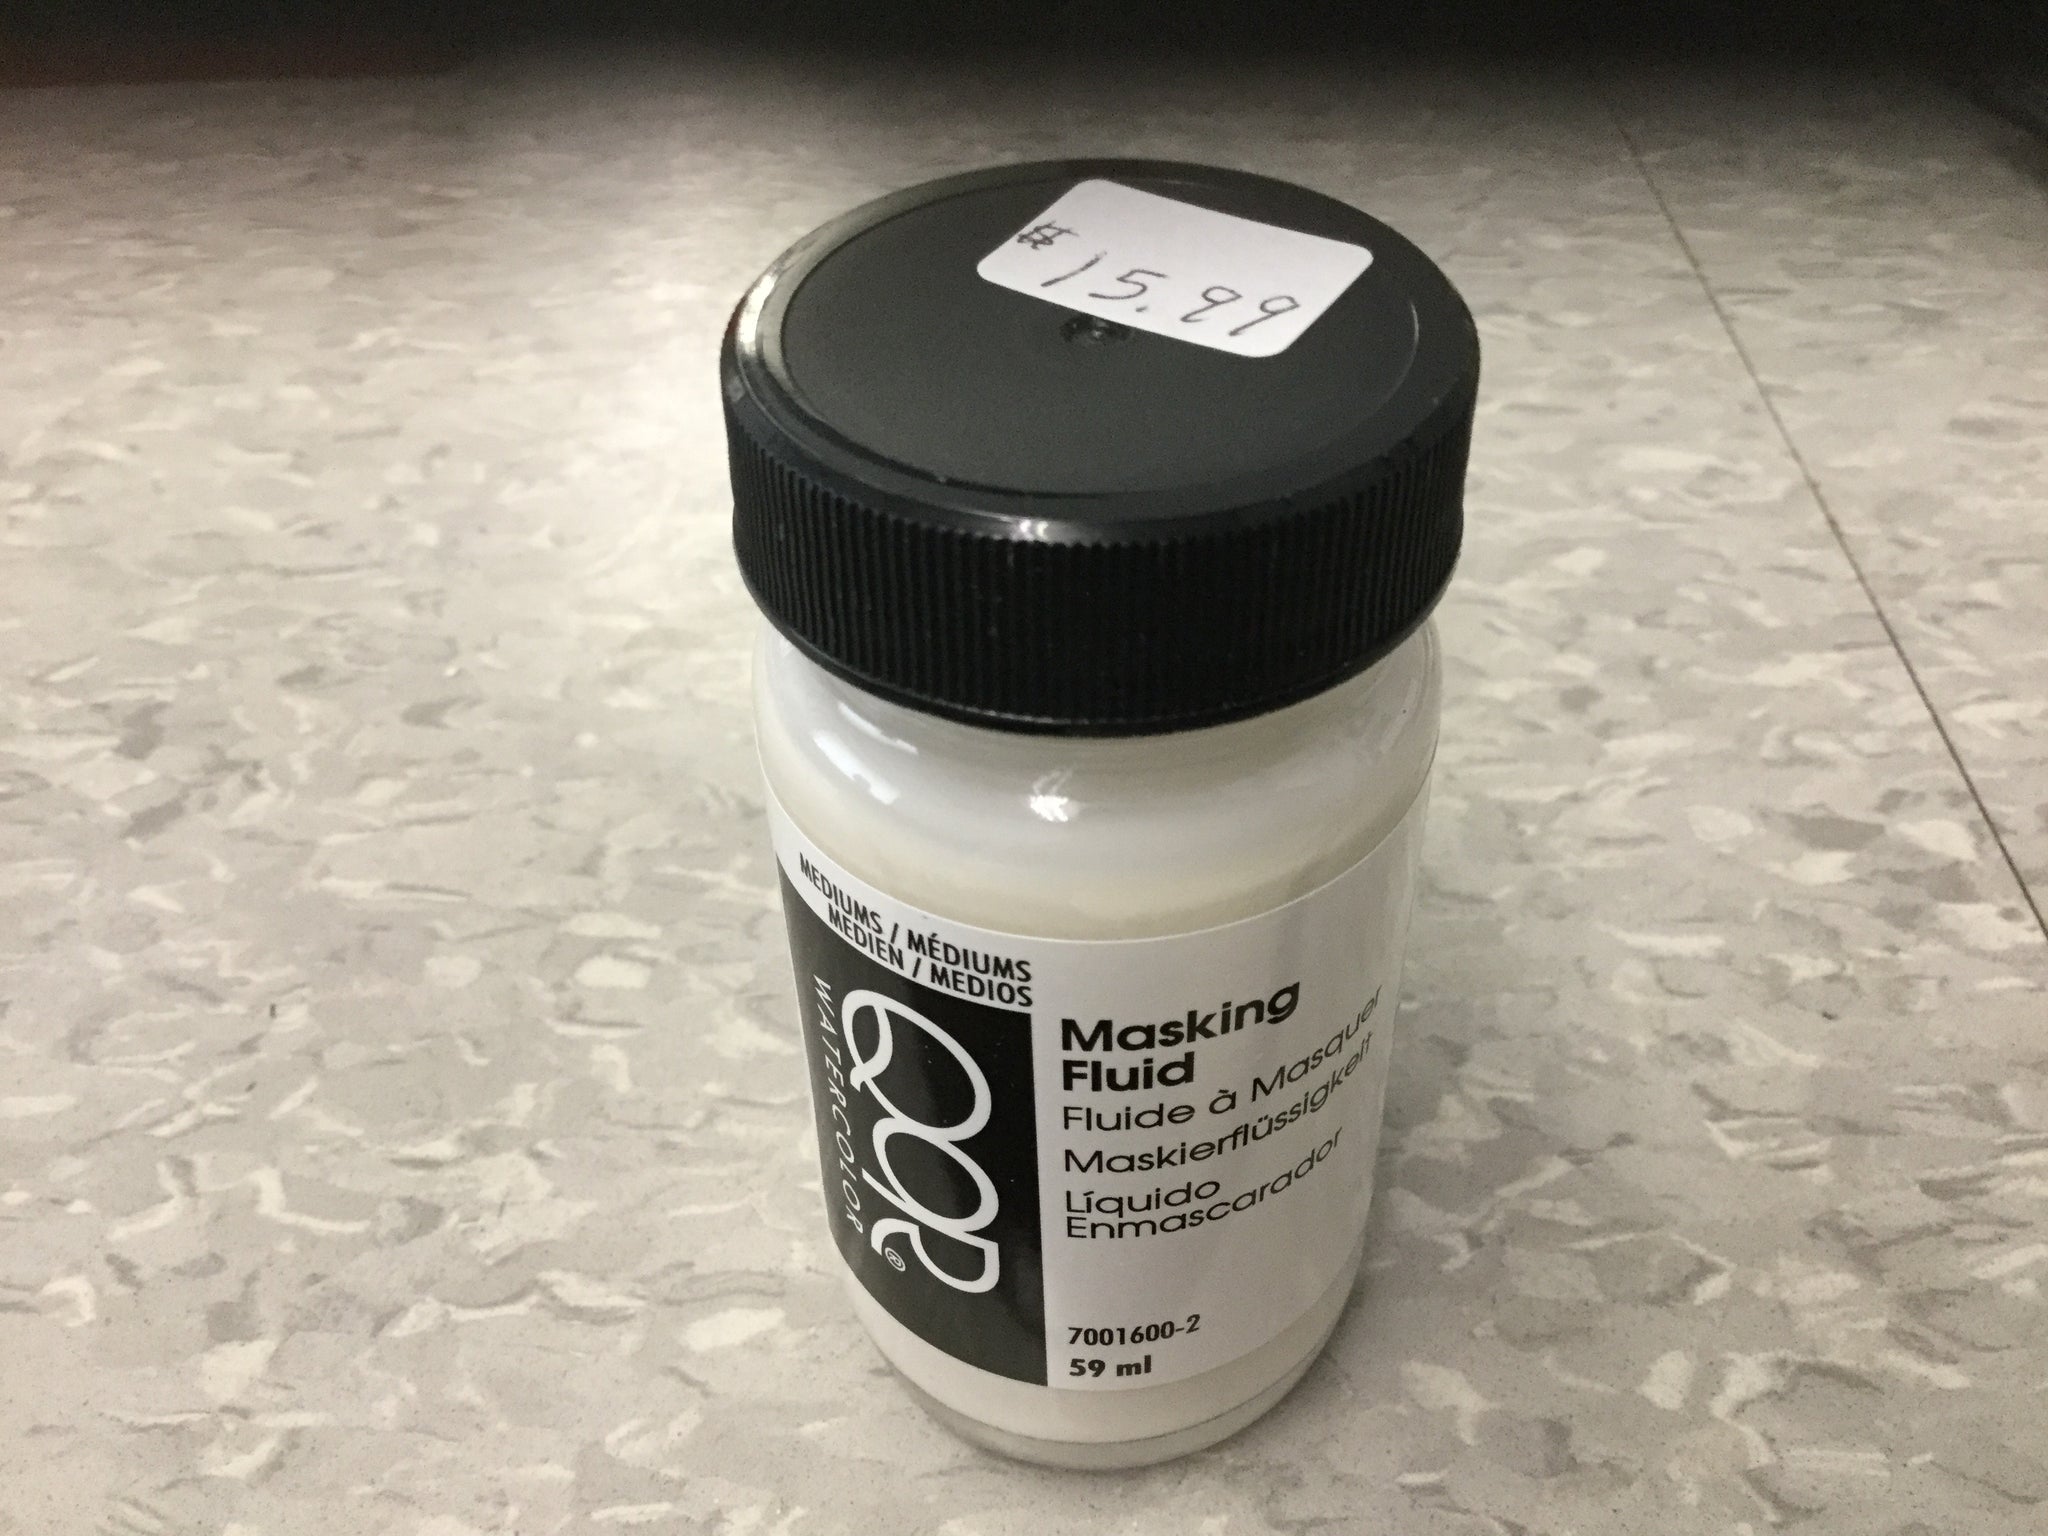 $15.99
MEDIUMS / MÉDIUMS
MEDIEN / MEDIOS
QoR®
WATERCOLOR
Masking
Fluid
Fluide à Masquer
Maskierflüssigkeit
Líquido
Enmascarador
7001600-2
59 ml